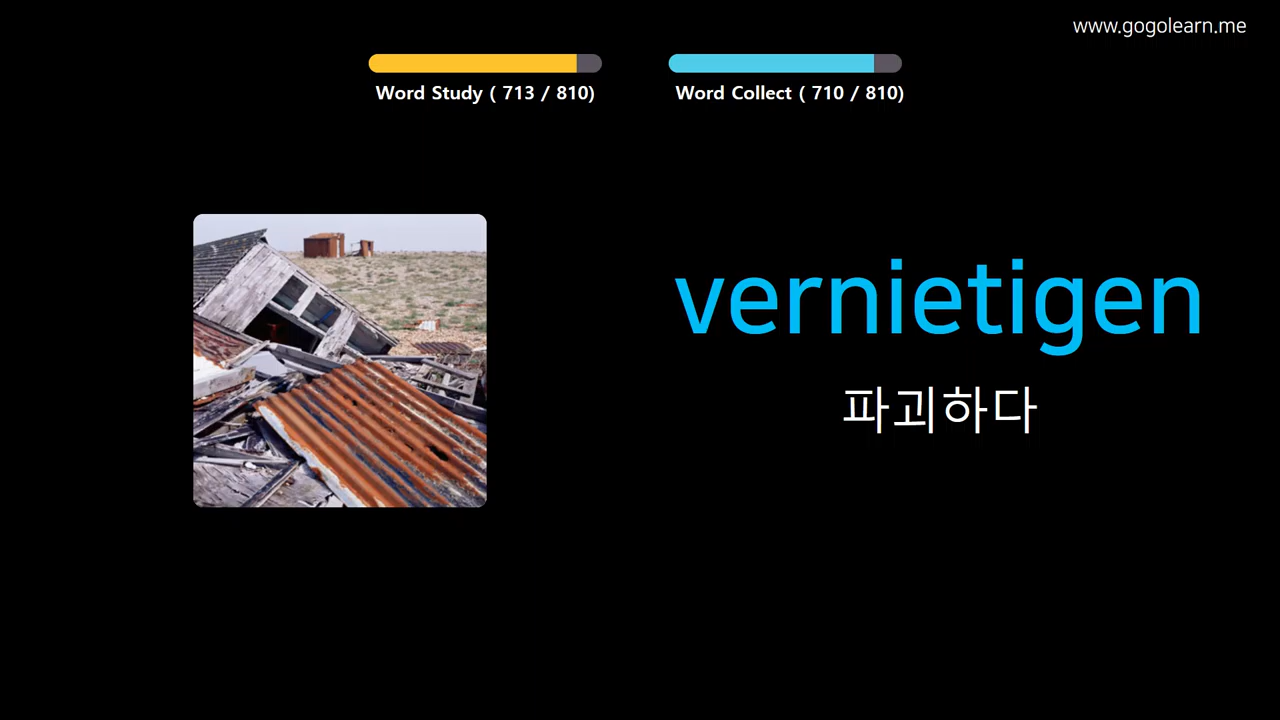 www.gogolearn.me
Word Study ( 713 / 810)
Word Collect ( 710 / 810)
vernietigen
파괴하다